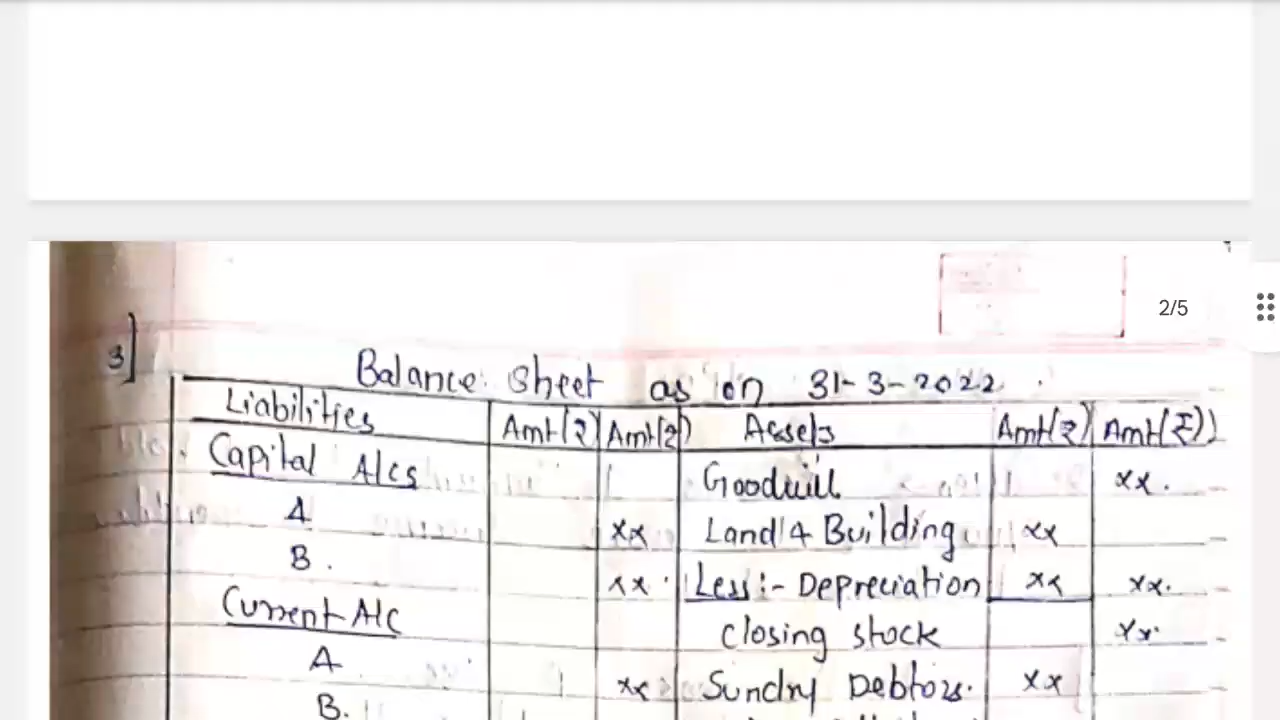 2/5
3]
Balance sheet as on 31-3-2022
Liabilities Amt(₹) Amt(₹) Assets Amt(₹) Amt(₹)
Capital A/cs Goodwill xx.
A xx Land & Building xx
B. xx. Less:- Depreciation xx xx.
Current A/c closing stock xx.
A xx Sundry Debtors. xx
B.